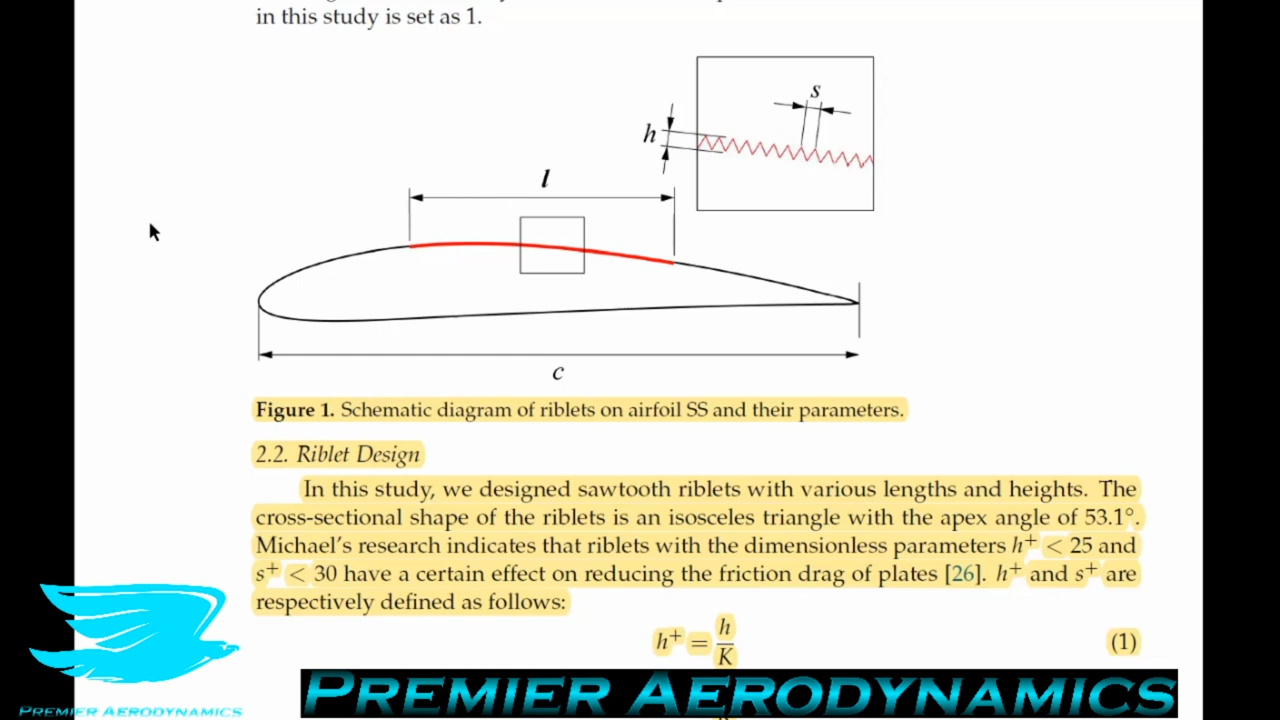 in this study is set as 1.
s
h
l
c
Figure 1. Schematic diagram of riblets on airfoil SS and their parameters.
2.2. Riblet Design
In this study, we designed sawtooth riblets with various lengths and heights. The
cross-sectional shape of the riblets is an isosceles triangle with the apex angle of 53.1°.
Michael's research indicates that riblets with the dimensionless parameters h⁺ < 25 and
s⁺ < 30 have a certain effect on reducing the friction drag of plates [26]. h⁺ and s⁺ are
respectively defined as follows:
h⁺ = h/K (1)
PREMIER AERODYNAMICS
PREMIER AERODYNAMICS